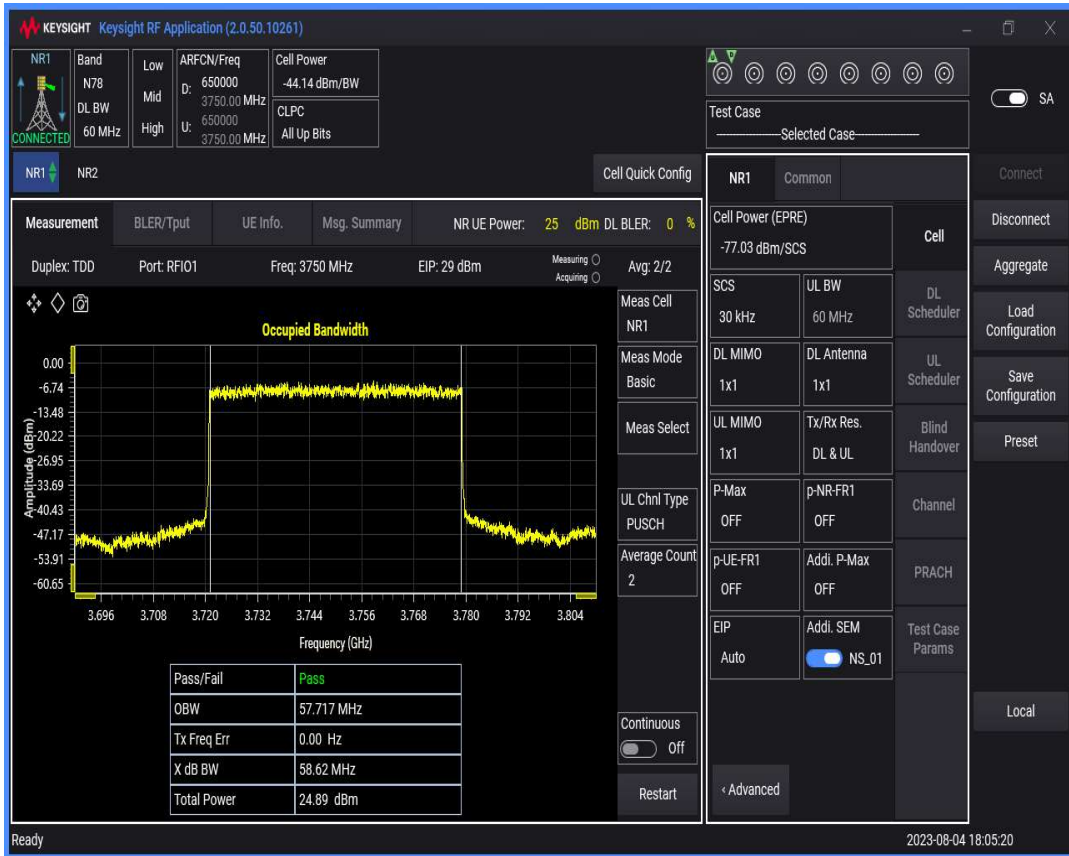 KEYSIGHT Keysight RF Application (2.0.50.10261)
NR1
CONNECTED
Band
N78
DL BW
60 MHz
Low
Mid
High
ARFCN/Freq
D: 650000
3750.00 MHz
U: 650000
3750.00 MHz
Cell Power
-44.14 dBm/BW
CLPC
All Up Bits
Test Case
Selected Case
SA
NR1 NR2 Cell Quick Config
Measurement BLER/Tput UE Info. Msg. Summary NR UE Power: 25 dBm DL BLER: 0 %
Duplex: TDD Port: RFIO1 Freq: 3750 MHz EIP: 29 dBm Measuring Acquiring Avg: 2/2
Occupied Bandwidth
Amplitude (dBm)
0.00
-6.74
-13.48
-20.22
-26.95
-33.69
-40.43
-47.17
-53.91
-60.65
3.696 3.708 3.720 3.732 3.744 3.756 3.768 3.780 3.792 3.804
Frequency (GHz)
Pass/Fail Pass
OBW 57.717 MHz
Tx Freq Err 0.00 Hz
X dB BW 58.62 MHz
Total Power 24.89 dBm
Meas Cell
NR1
Meas Mode
Basic
Meas Select
UL Chnl Type
PUSCH
Average Count
2
Continuous
Off
Restart
NR1 Common
Cell Power (EPRE)
-77.03 dBm/SCS
SCS
30 kHz
UL BW
60 MHz
DL MIMO
1x1
DL Antenna
1x1
UL MIMO
1x1
Tx/Rx Res.
DL & UL
P-Max
OFF
p-NR-FR1
OFF
p-UE-FR1
OFF
Addi. P-Max
OFF
EIP
Auto
Addi. SEM
NS_01
‹ Advanced
Cell
DL
Scheduler
UL
Scheduler
Blind
Handover
Channel
PRACH
Test Case
Params
Connect
Disconnect
Aggregate
Load
Configuration
Save
Configuration
Preset
Local
Ready 2023-08-04 18:05:20